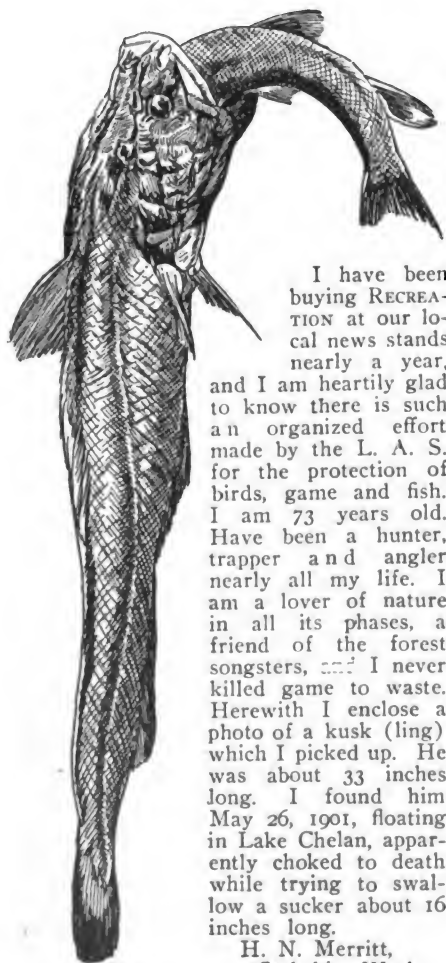 I have been
buying RECREA-
TION at our lo-
cal news stands
nearly a year,
and I am heartily glad
to know there is such
an organized effort
made by the L. A. S.
for the protection of
birds, game and fish.
I am 73 years old.
Have been a hunter,
trapper and angler
nearly all my life. I
am a lover of nature
in all its phases, a
friend of the forest
songsters, and I never
killed game to waste.
Herewith I enclose a
photo of a kusk (ling)
which I picked up. He
was about 33 inches
long. I found him
May 26, 1901, floating
in Lake Chelan, appar-
ently choked to death
while trying to swal-
low a sucker about 16
inches long.
H. N. Merritt,